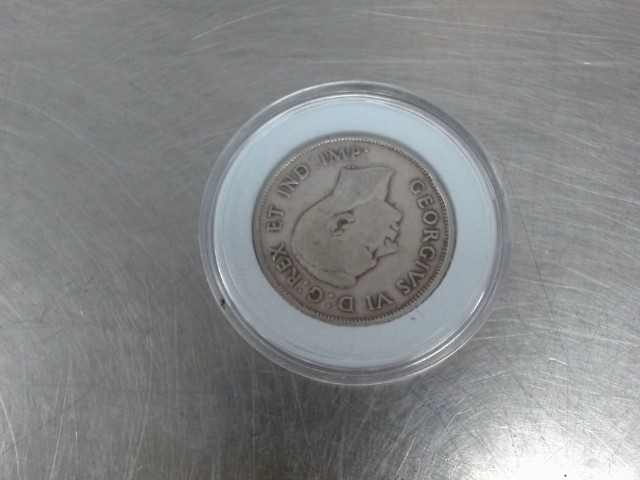 GEORGIVS VI D:G:REX ET IND:IMP.